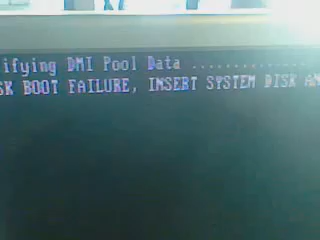 ifying DMI Pool Data ..............
SK BOOT FAILURE, INSERT SYSTEM DISK AN